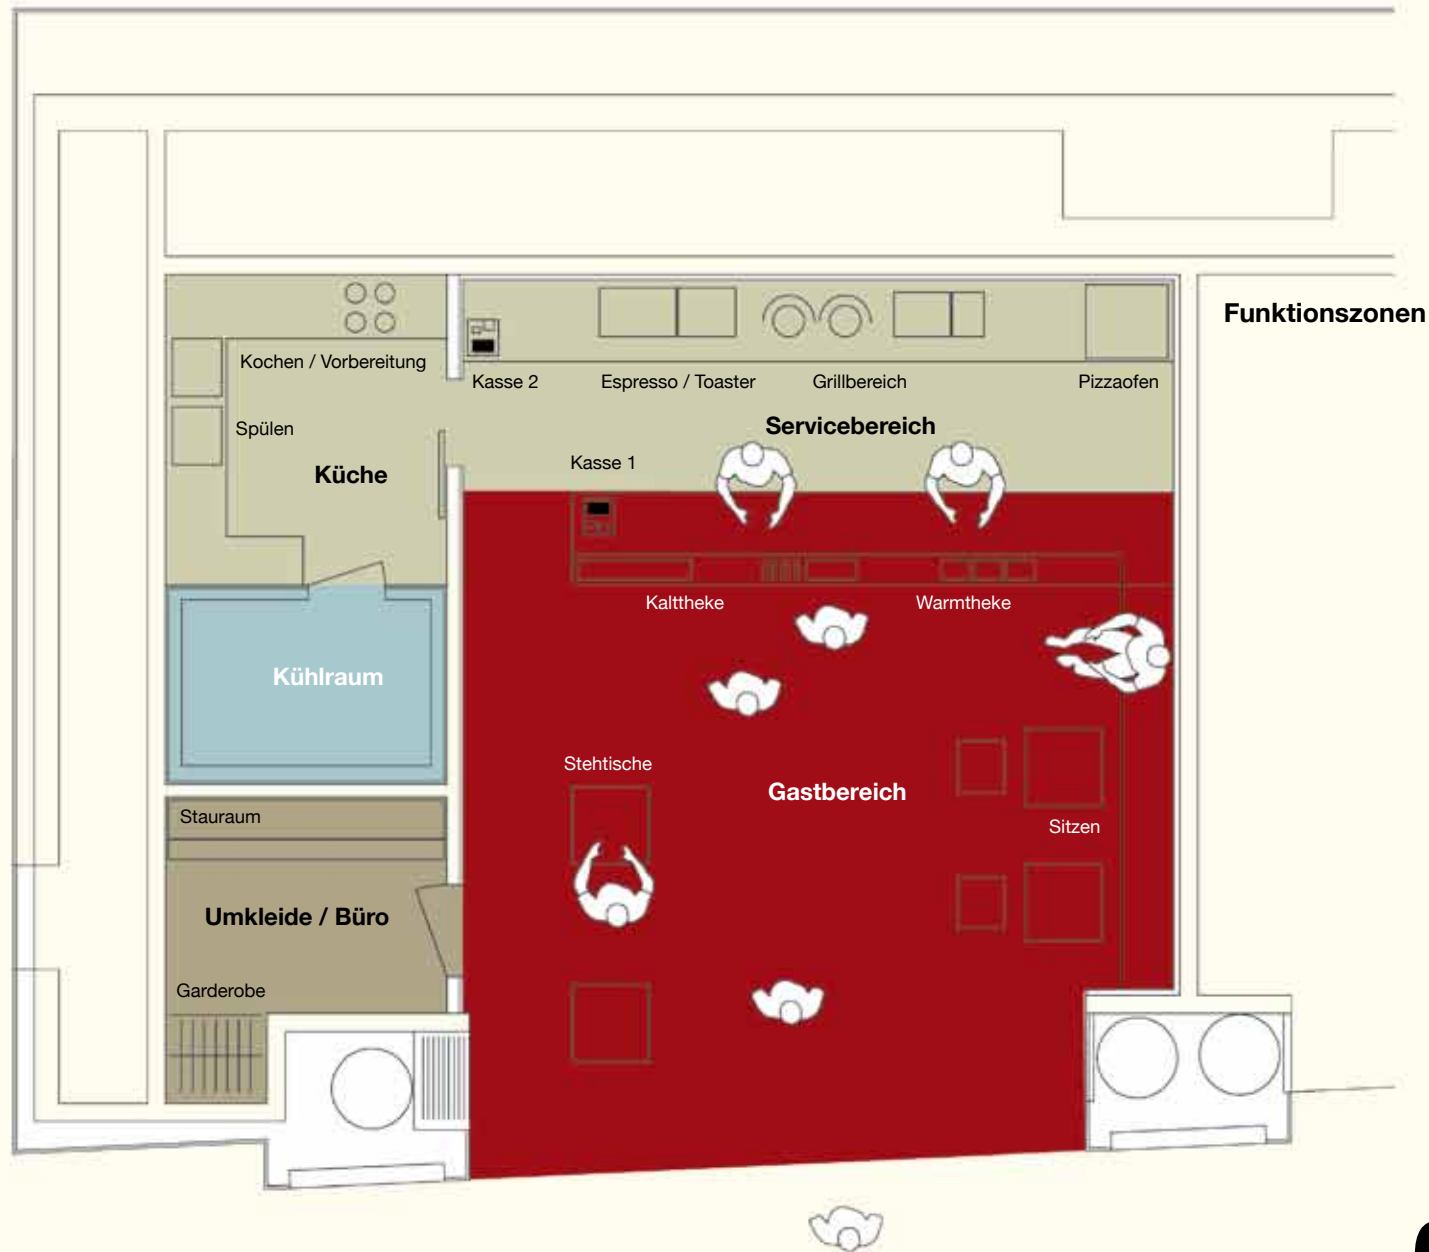 Funktionszonen
Kochen / Vorbereitung
Kasse 2
Espresso / Toaster
Grillbereich
Pizzaofen
Spülen
Servicebereich
Küche
Kasse 1
Kalttheke
Warmtheke
Kühlraum
Stehtische
Gastbereich
Stauraum
Sitzen
Umkleide / Büro
Garderobe